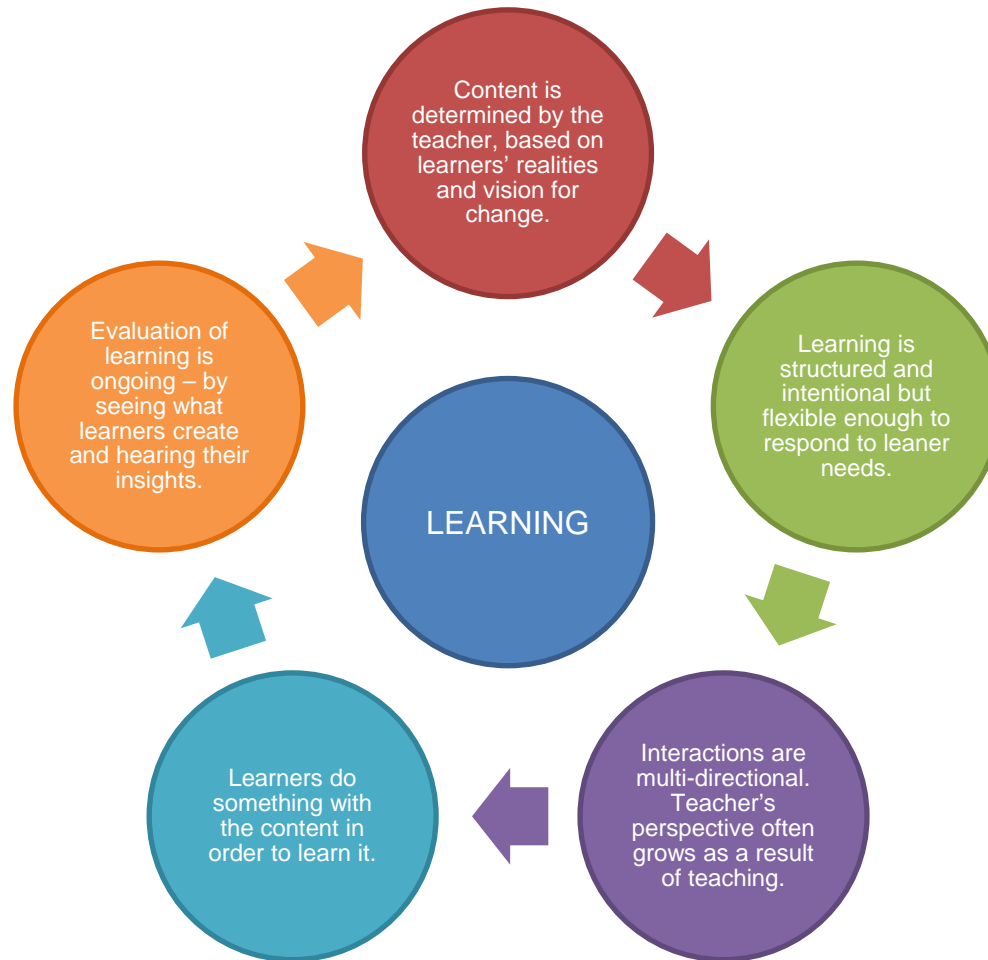 Content is
determined by the
teacher, based on
learners’ realities
and vision for
change.
Learning is
structured and
intentional but
flexible enough to
respond to leaner
needs.
Interactions are
multi-directional.
Teacher’s
perspective often
grows as a result
of teaching.
Learners do
something with
the content in
order to learn it.
Evaluation of
learning is
ongoing – by
seeing what
learners create
and hearing their
insights.
LEARNING